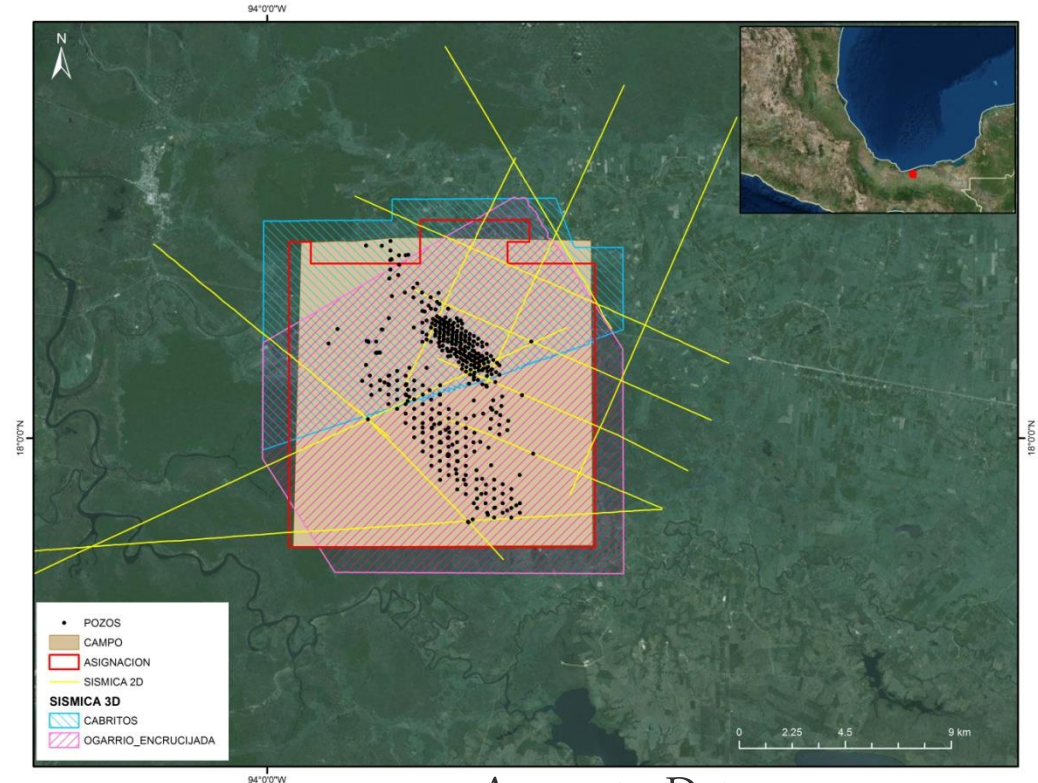 94°0'0"W
N
18°0'0"N
18°0'0"N
POZOS
CAMPO
ASIGNACION
SISMICA 2D
SISMICA 3D
CABRITOS
OGARRIO_ENCRUCIJADA
0 2.25 4.5 9 km
94°0'0"W